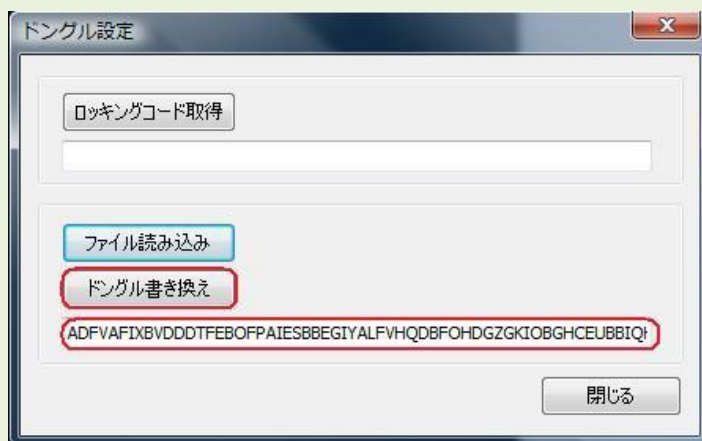 ドングル設定
ロッキングコード取得
ファイル読み込み
ドングル書き換え
ADFVAFIXBVDDDTFEBOFPAIESBBEGIYALFVHQDBFOHDGZGKIOBGHCEUBBIQI
閉じる